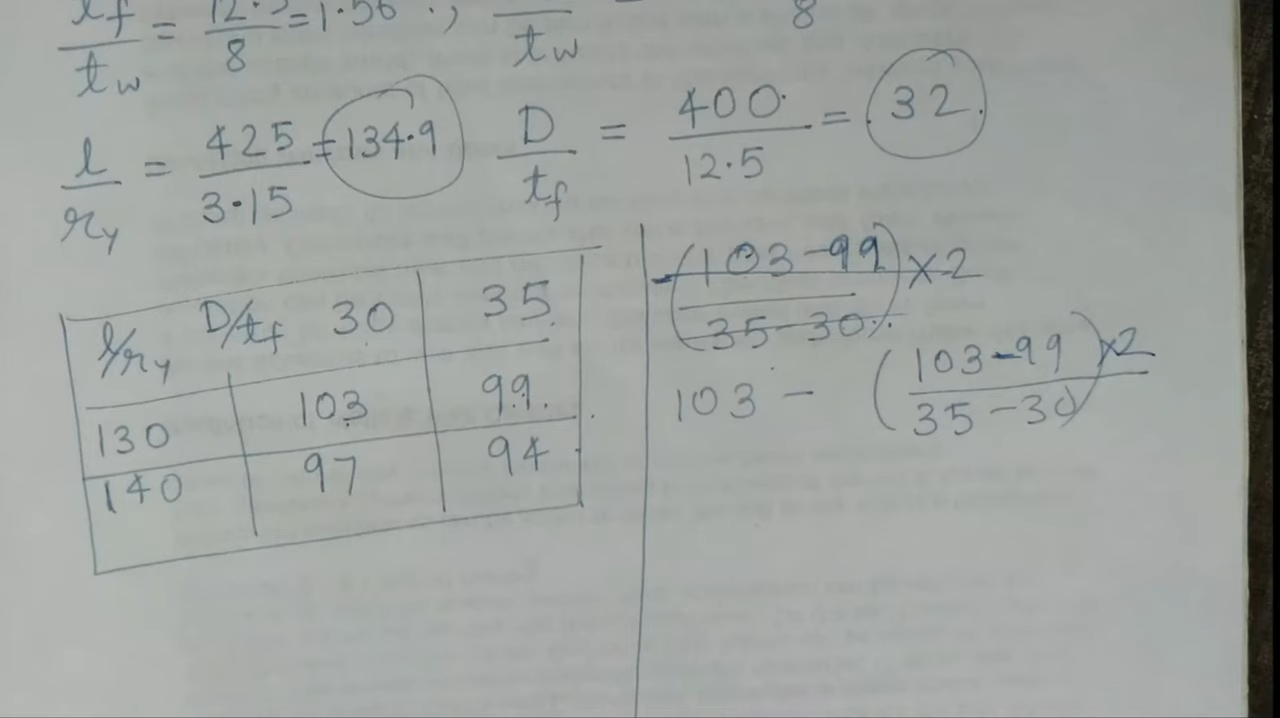 tf/tw = 12.5/8 = 1.56 . , /tw = /8
l/ry = 425/3.15 = 134.9 D/tf = 400/12.5 = 32.
l/ry D/tf 30 35
130 103 99
140 97 94
(103-99/35-30) x2
103 - (103-99/35-30) x2